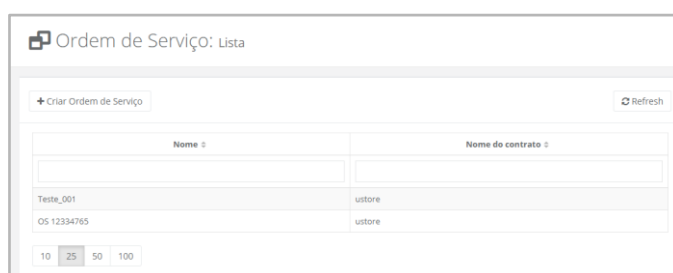 Ordem de Serviço: Lista
+ Criar Ordem de Serviço Refresh
Nome Nome do contrato
Teste_001 ustore
OS 12334765 ustore
10 25 50 100